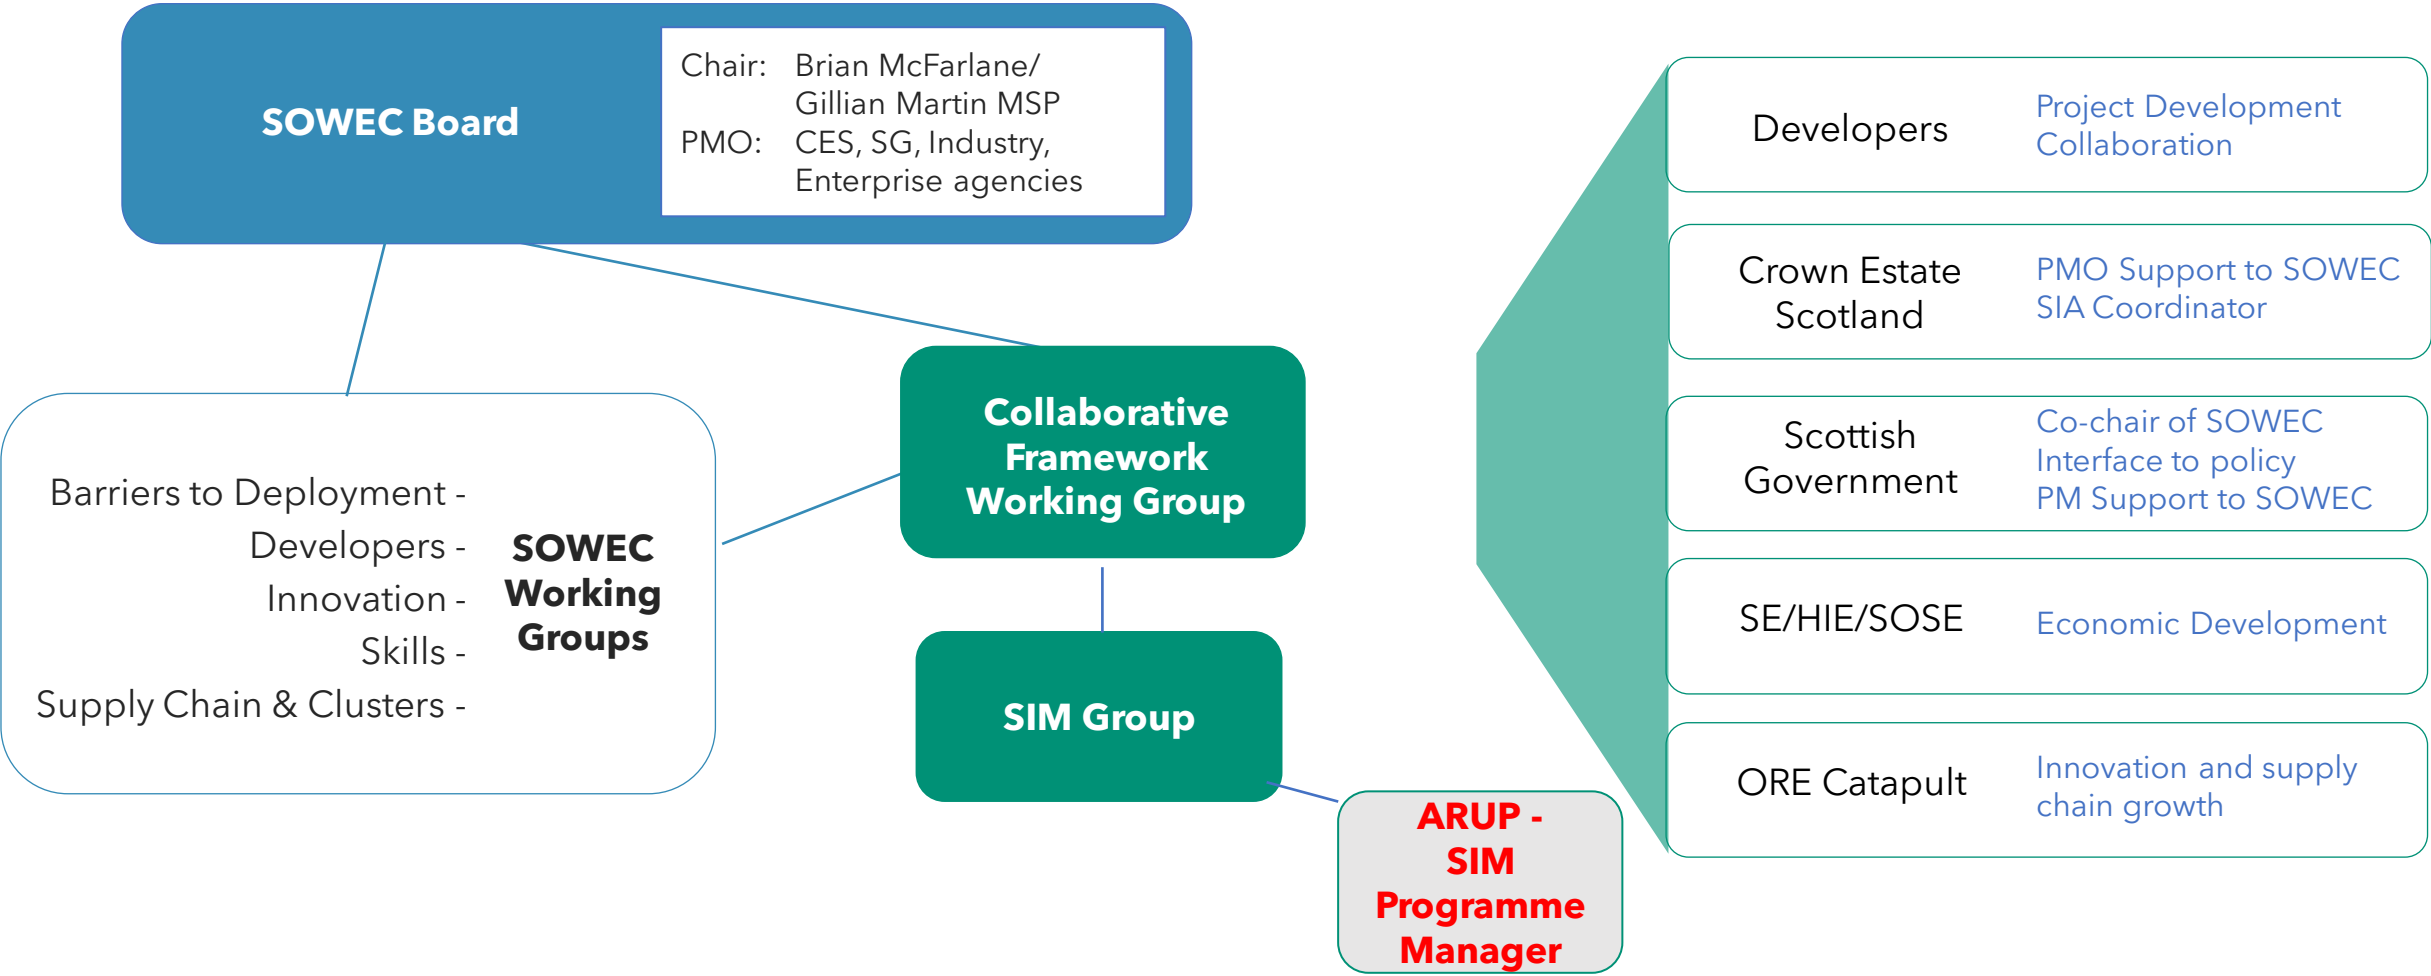 SOWEC Board
Chair: Brian McFarlane/
Gillian Martin MSP
PMO: CES, SG, Industry,
Enterprise agencies
Barriers to Deployment -
Developers -
Innovation -
Skills -
Supply Chain & Clusters -
SOWEC
Working
Groups
Collaborative
Framework
Working Group
SIM Group
ARUP -
SIM
Programme
Manager
Developers
Project Development
Collaboration
Crown Estate
Scotland
PMO Support to SOWEC
SIA Coordinator
Scottish
Government
Co-chair of SOWEC
Interface to policy
PM Support to SOWEC
SE/HIE/SOSE
Economic Development
ORE Catapult
Innovation and supply
chain growth